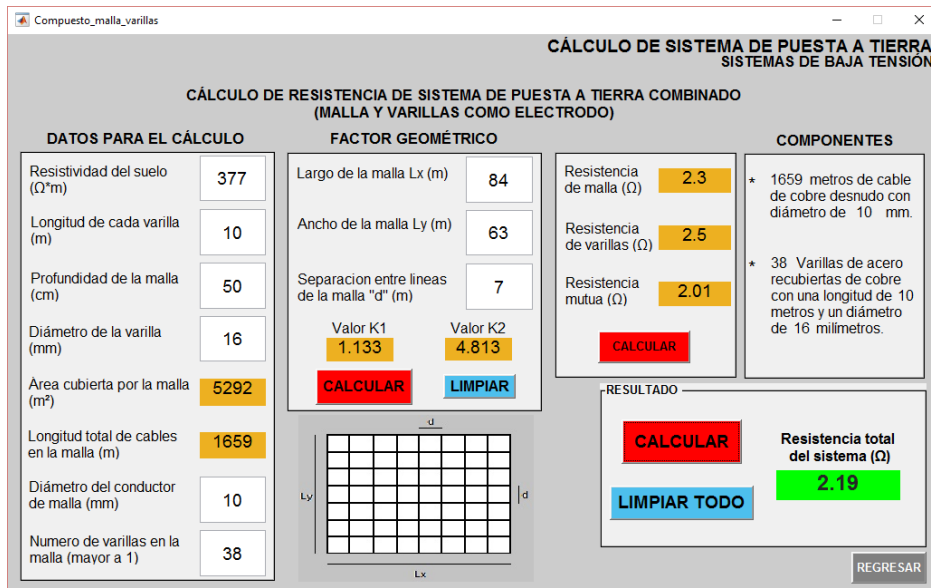 Compuesto_malla_varillas
CÁLCULO DE SISTEMA DE PUESTA A TIERRA
SISTEMAS DE BAJA TENSIÓN
CÁLCULO DE RESISTENCIA DE SISTEMA DE PUESTA A TIERRA COMBINADO
(MALLA Y VARILLAS COMO ELECTRODO)
DATOS PARA EL CÁLCULO
Resistividad del suelo
(Ω*m)
377
Longitud de cada varilla
(m)
10
Profundidad de la malla
(cm)
50
Diámetro de la varilla
(mm)
16
Área cubierta por la malla
(m²)
5292
Longitud total de cables
en la malla (m)
1659
Diámetro del conductor
de malla (mm)
10
Numero de varillas en la
malla (mayor a 1)
38
FACTOR GEOMÉTRICO
Largo de la malla Lx (m)
84
Ancho de la malla Ly (m)
63
Separacion entre lineas
de la malla "d" (m)
7
Valor K1
Valor K2
1.133
4.813
CALCULAR
LIMPIAR
d
Ly
d
Lx
Resistencia
de malla (Ω)
2.3
Resistencia
de varillas (Ω)
2.5
Resistencia
mutua (Ω)
2.01
CALCULAR
COMPONENTES
* 1659 metros de cable
de cobre desnudo con
diámetro de 10 mm.
* 38 Varillas de acero
recubiertas de cobre
con una longitud de 10
metros y un diámetro
de 16 milímetros.
RESULTADO
CALCULAR
LIMPIAR TODO
Resistencia total
del sistema (Ω)
2.19
REGRESAR